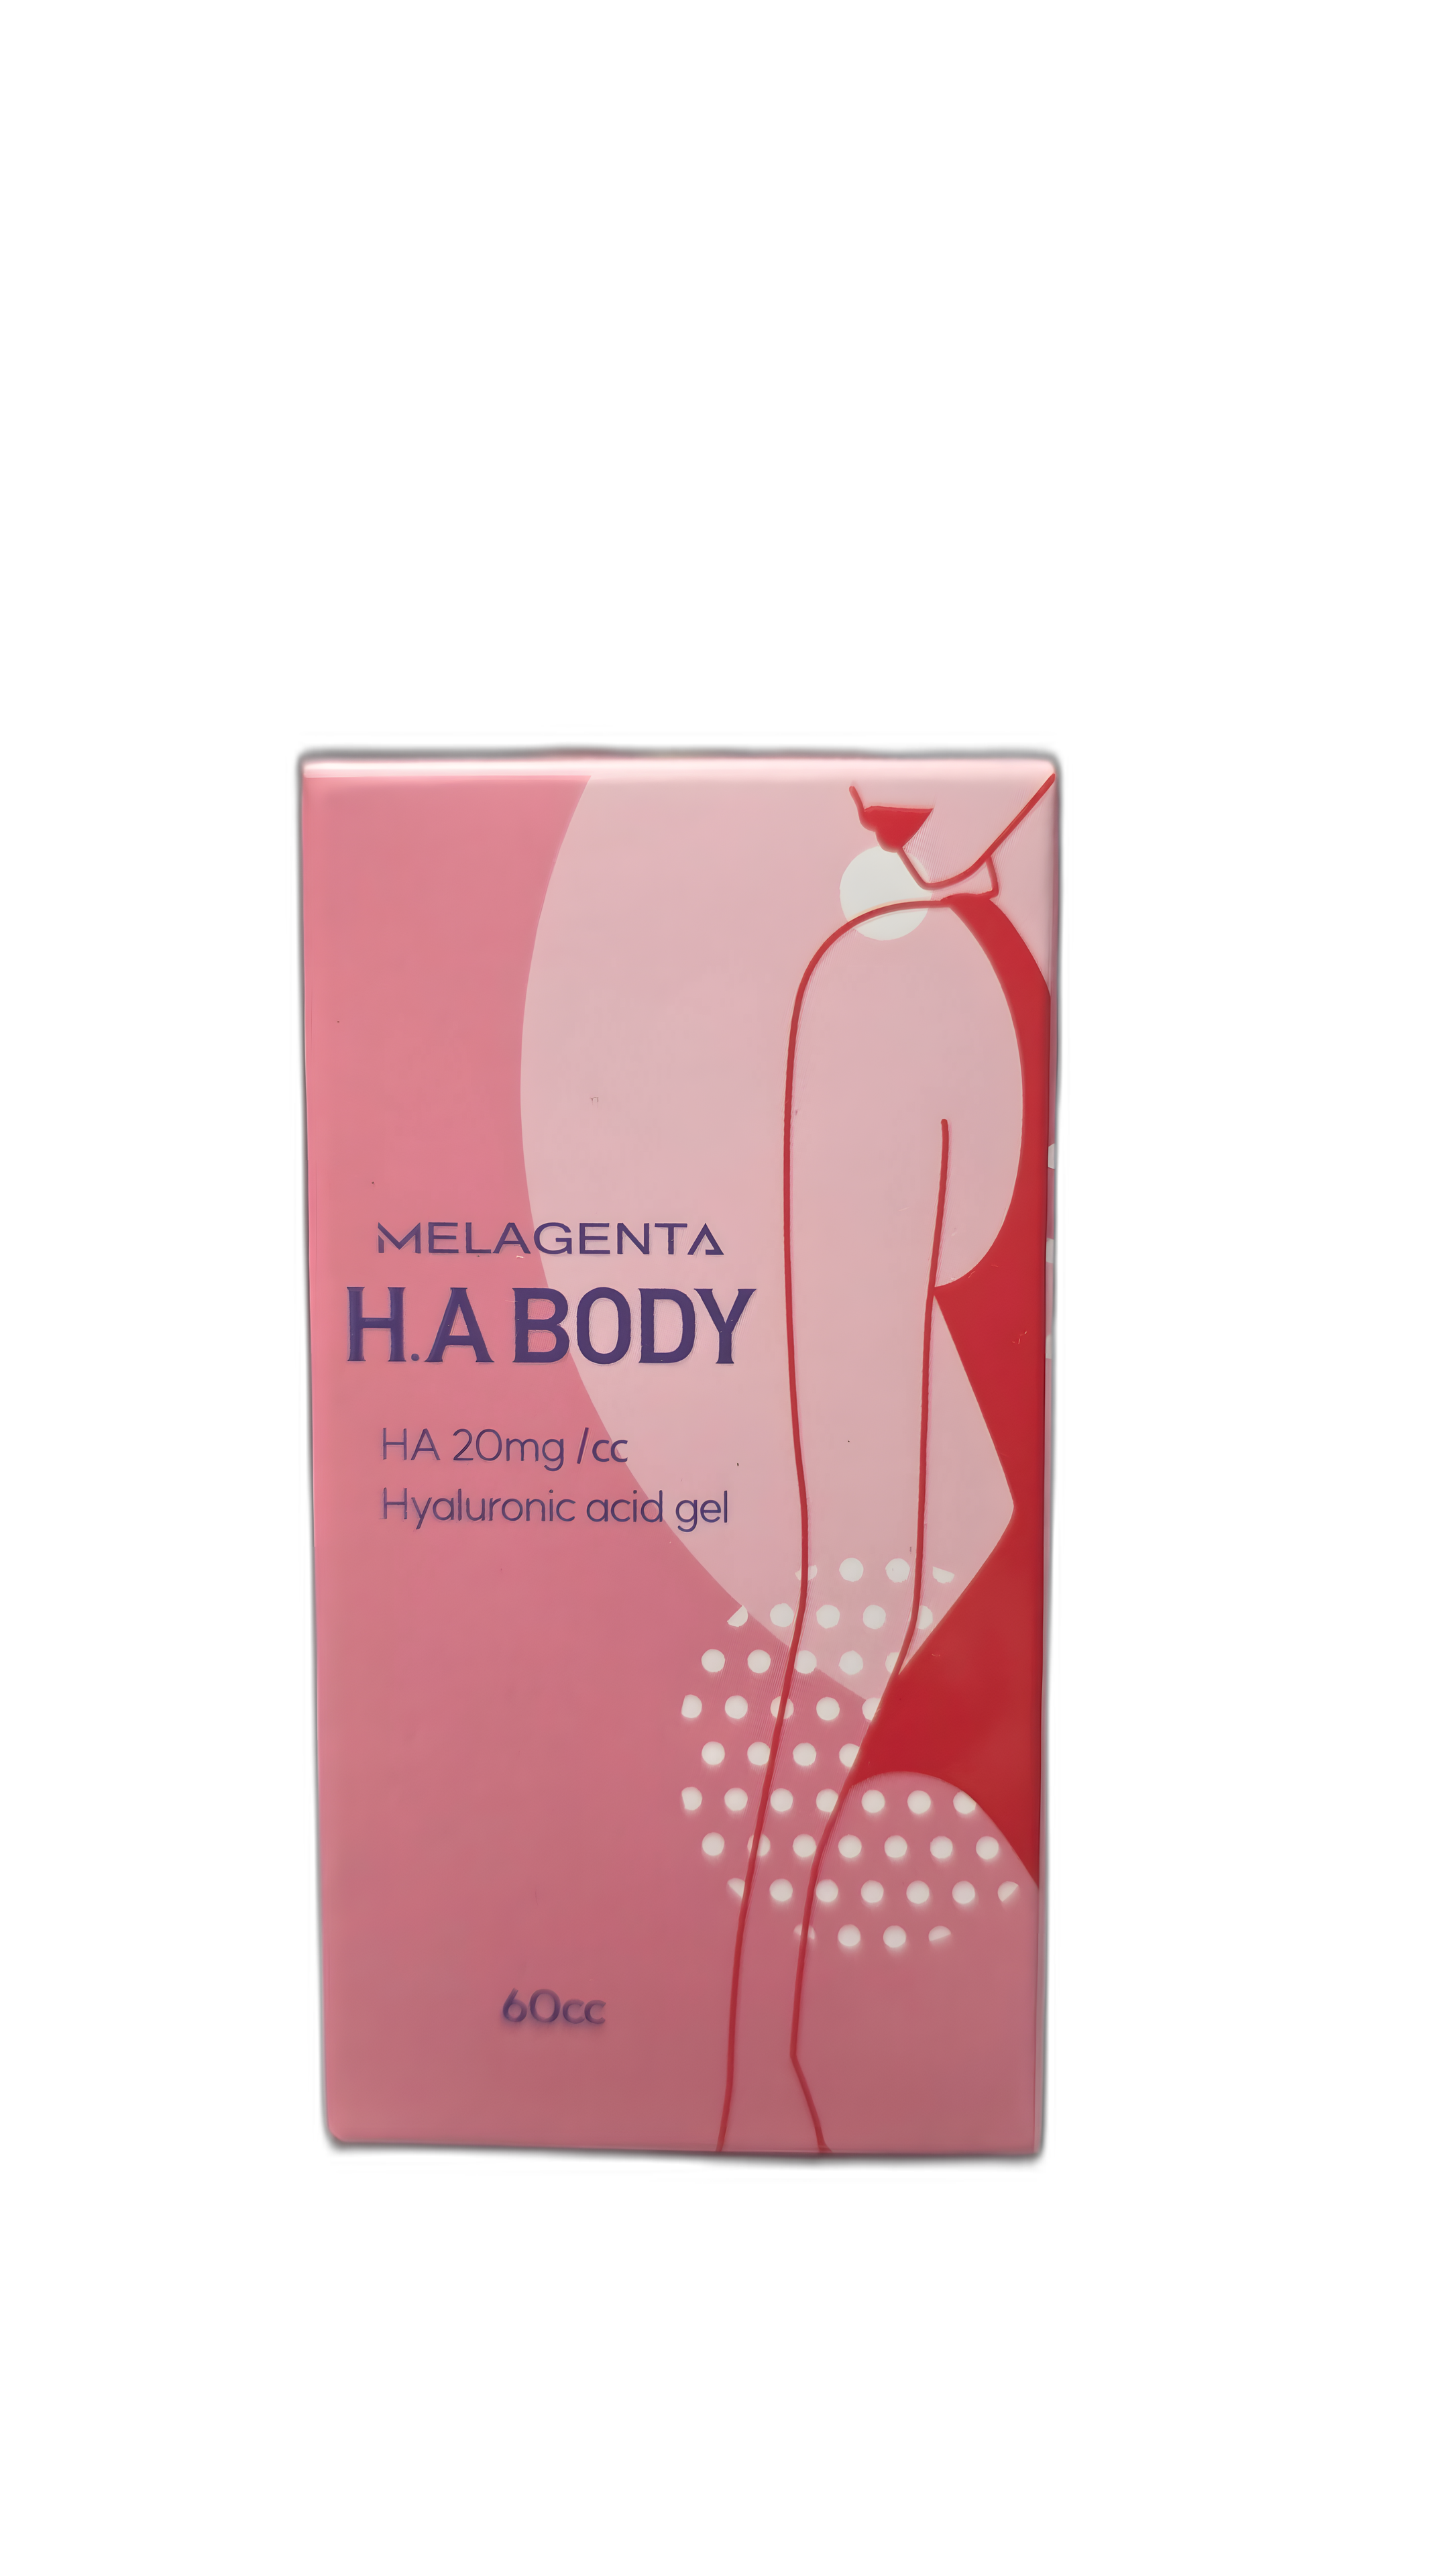 MELAGENTA
H.A BODY
HA 20mg /cc
Hyaluronic acid gel
60cc